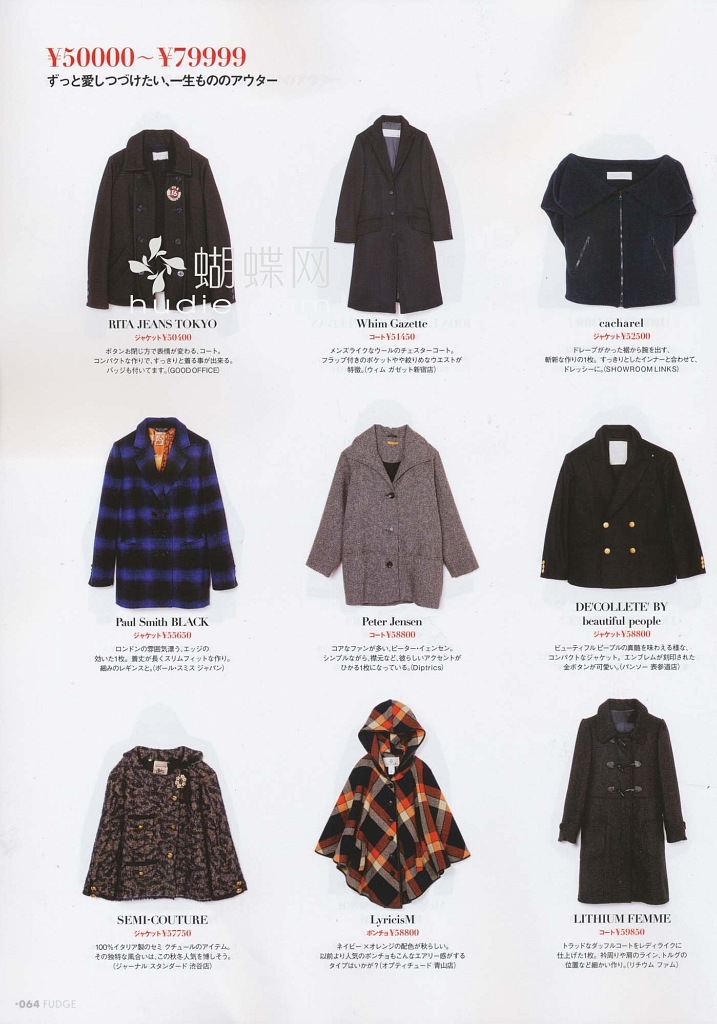 ¥50000～¥79999
ずっと愛しつづけたい、一生もののアウター
蝴蝶网
hudie.com
RITA JEANS TOKYO
ジャケット¥50400
ボタンお閉じ方で表情が変わる、コート。
コンパクトな作りで、すっきりと着る事が出来る。
バッジも付いてます。(GOOD OFFICE)
Whim Gazette
コート¥51450
メンズライクなウールのチェスターコート。
フラップ付きのポケットやや絞りめなウエストが
特徴。(ウィム ガゼット新宿店)
cacharel
ジャケット¥52500
ドレープがかった裾から腕を出す、
斬新な作りの1枚。すっきりとしたインナーと合わせて、
ドレッシーに。(SHOWROOM LINKS)
Paul Smith BLACK
ジャケット¥55650
ロンドンの雰囲気漂う、エッジの
効いた1枚。着丈が長くスリムフィットな作り。
細みのレギンスと。(ポール・スミス ジャパン)
Peter Jensen
コート¥58800
コアなファンが多い、ピーター・イェンセン。
シンプルながら、襟元など、彼らしいアクセントが
ひかる1枚になっている。(Diptrics)
DE'COLLETE' BY
beautiful people
ジャケット¥58800
ビューティフルピープルの真髄を味わえる様な、
コンパクトなジャケット。エンブレムが刻印された
金ボタンが可愛い。(バンソー 表参道店)
SEMI-COUTURE
ジャケット¥57750
100%イタリア製のセミ クチュールのアイテム。
その独特な風合いは、この秋冬人気を博しそう。
(ジャーナル スタンダード 渋谷店)
LyricisM
ポンチョ¥58800
ネイビー×オレンジの配色が秋らしい。
以前より人気のポンチョもこんなエアリー感がする
タイプはいかが?(オプティチュード 青山店)
LITHIUM FEMME
コート¥59850
トラッドなダッフルコートをレディライクに
仕上げた1枚。衿周りや肩のライン、トルグの
位置など細かい作り。(リチウム ファム)
064 FUDGE